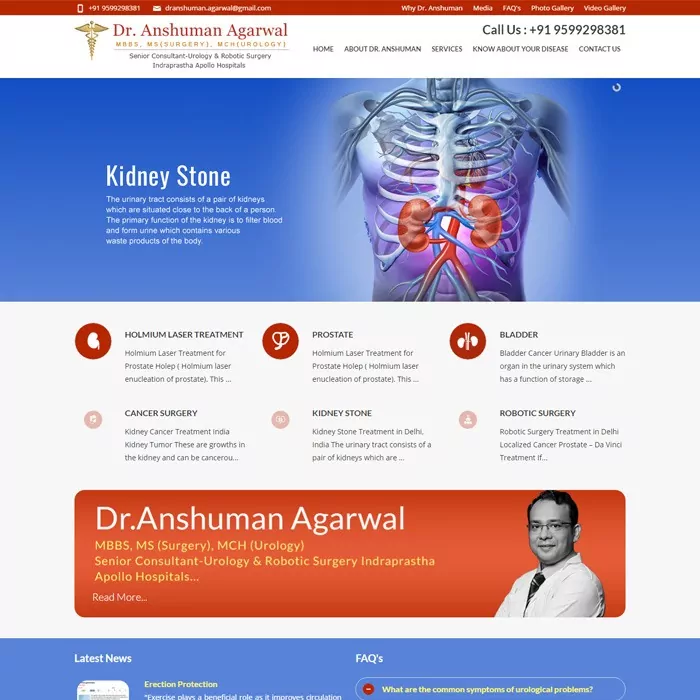 +91 9599298381 dranshuman.agarwal@gmail.com Why Dr. Anshuman Media FAQ's Photo Gallery Video Gallery
Dr. Anshuman Agarwal
MBBS, MS(SURGERY), MCH(UROLOGY)
Senior Consultant-Urology & Robotic Surgery
Indraprastha Apollo Hospitals
Call Us : +91 9599298381
HOME ABOUT DR. ANSHUMAN SERVICES KNOW ABOUT YOUR DISEASE CONTACT US
Kidney Stone
The urinary tract consists of a pair of kidneys
which are situated close to the back of a person.
The primary function of the kidney is to filter blood
and form urine which contains various
waste products of the body.
HOLMIUM LASER TREATMENT
Holmium Laser Treatment for
Prostate Holep ( Holmium laser
enucleation of prostate). This ...
PROSTATE
Holmium Laser Treatment for
Prostate Holep ( Holmium laser
enucleation of prostate). This ...
BLADDER
Bladder Cancer Urinary Bladder is an
organ in the urinary system which
has a function of storage ...
CANCER SURGERY
Kidney Cancer Treatment India
Kidney Tumor These are growths in
the kidney and can be cancerou...
KIDNEY STONE
Kidney Stone Treatment in Delhi,
India The urinary tract consists of a
pair of kidneys which are ...
ROBOTIC SURGERY
Robotic Surgery Treatment in Delhi
Localized Cancer Prostate – Da Vinci
Treatment If...
Dr.Anshuman Agarwal
MBBS, MS (Surgery), MCH (Urology)
Senior Consultant-Urology & Robotic Surgery Indraprastha
Apollo Hospitals...
Read More...
Latest News
Erection Protection
"Exercise plays a beneficial role as it improves circulation
FAQ's
What are the common symptoms of urological problems?